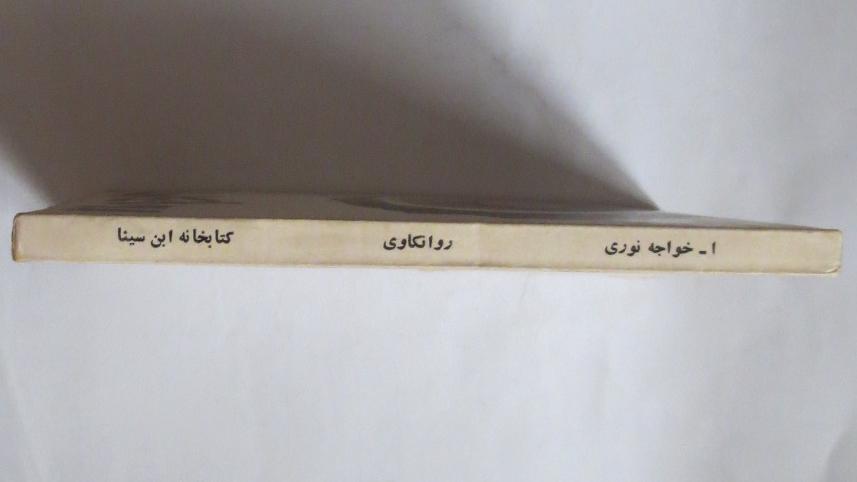 ا - خواجه نوری
روانکاوی
کتابخانه ابن سینا